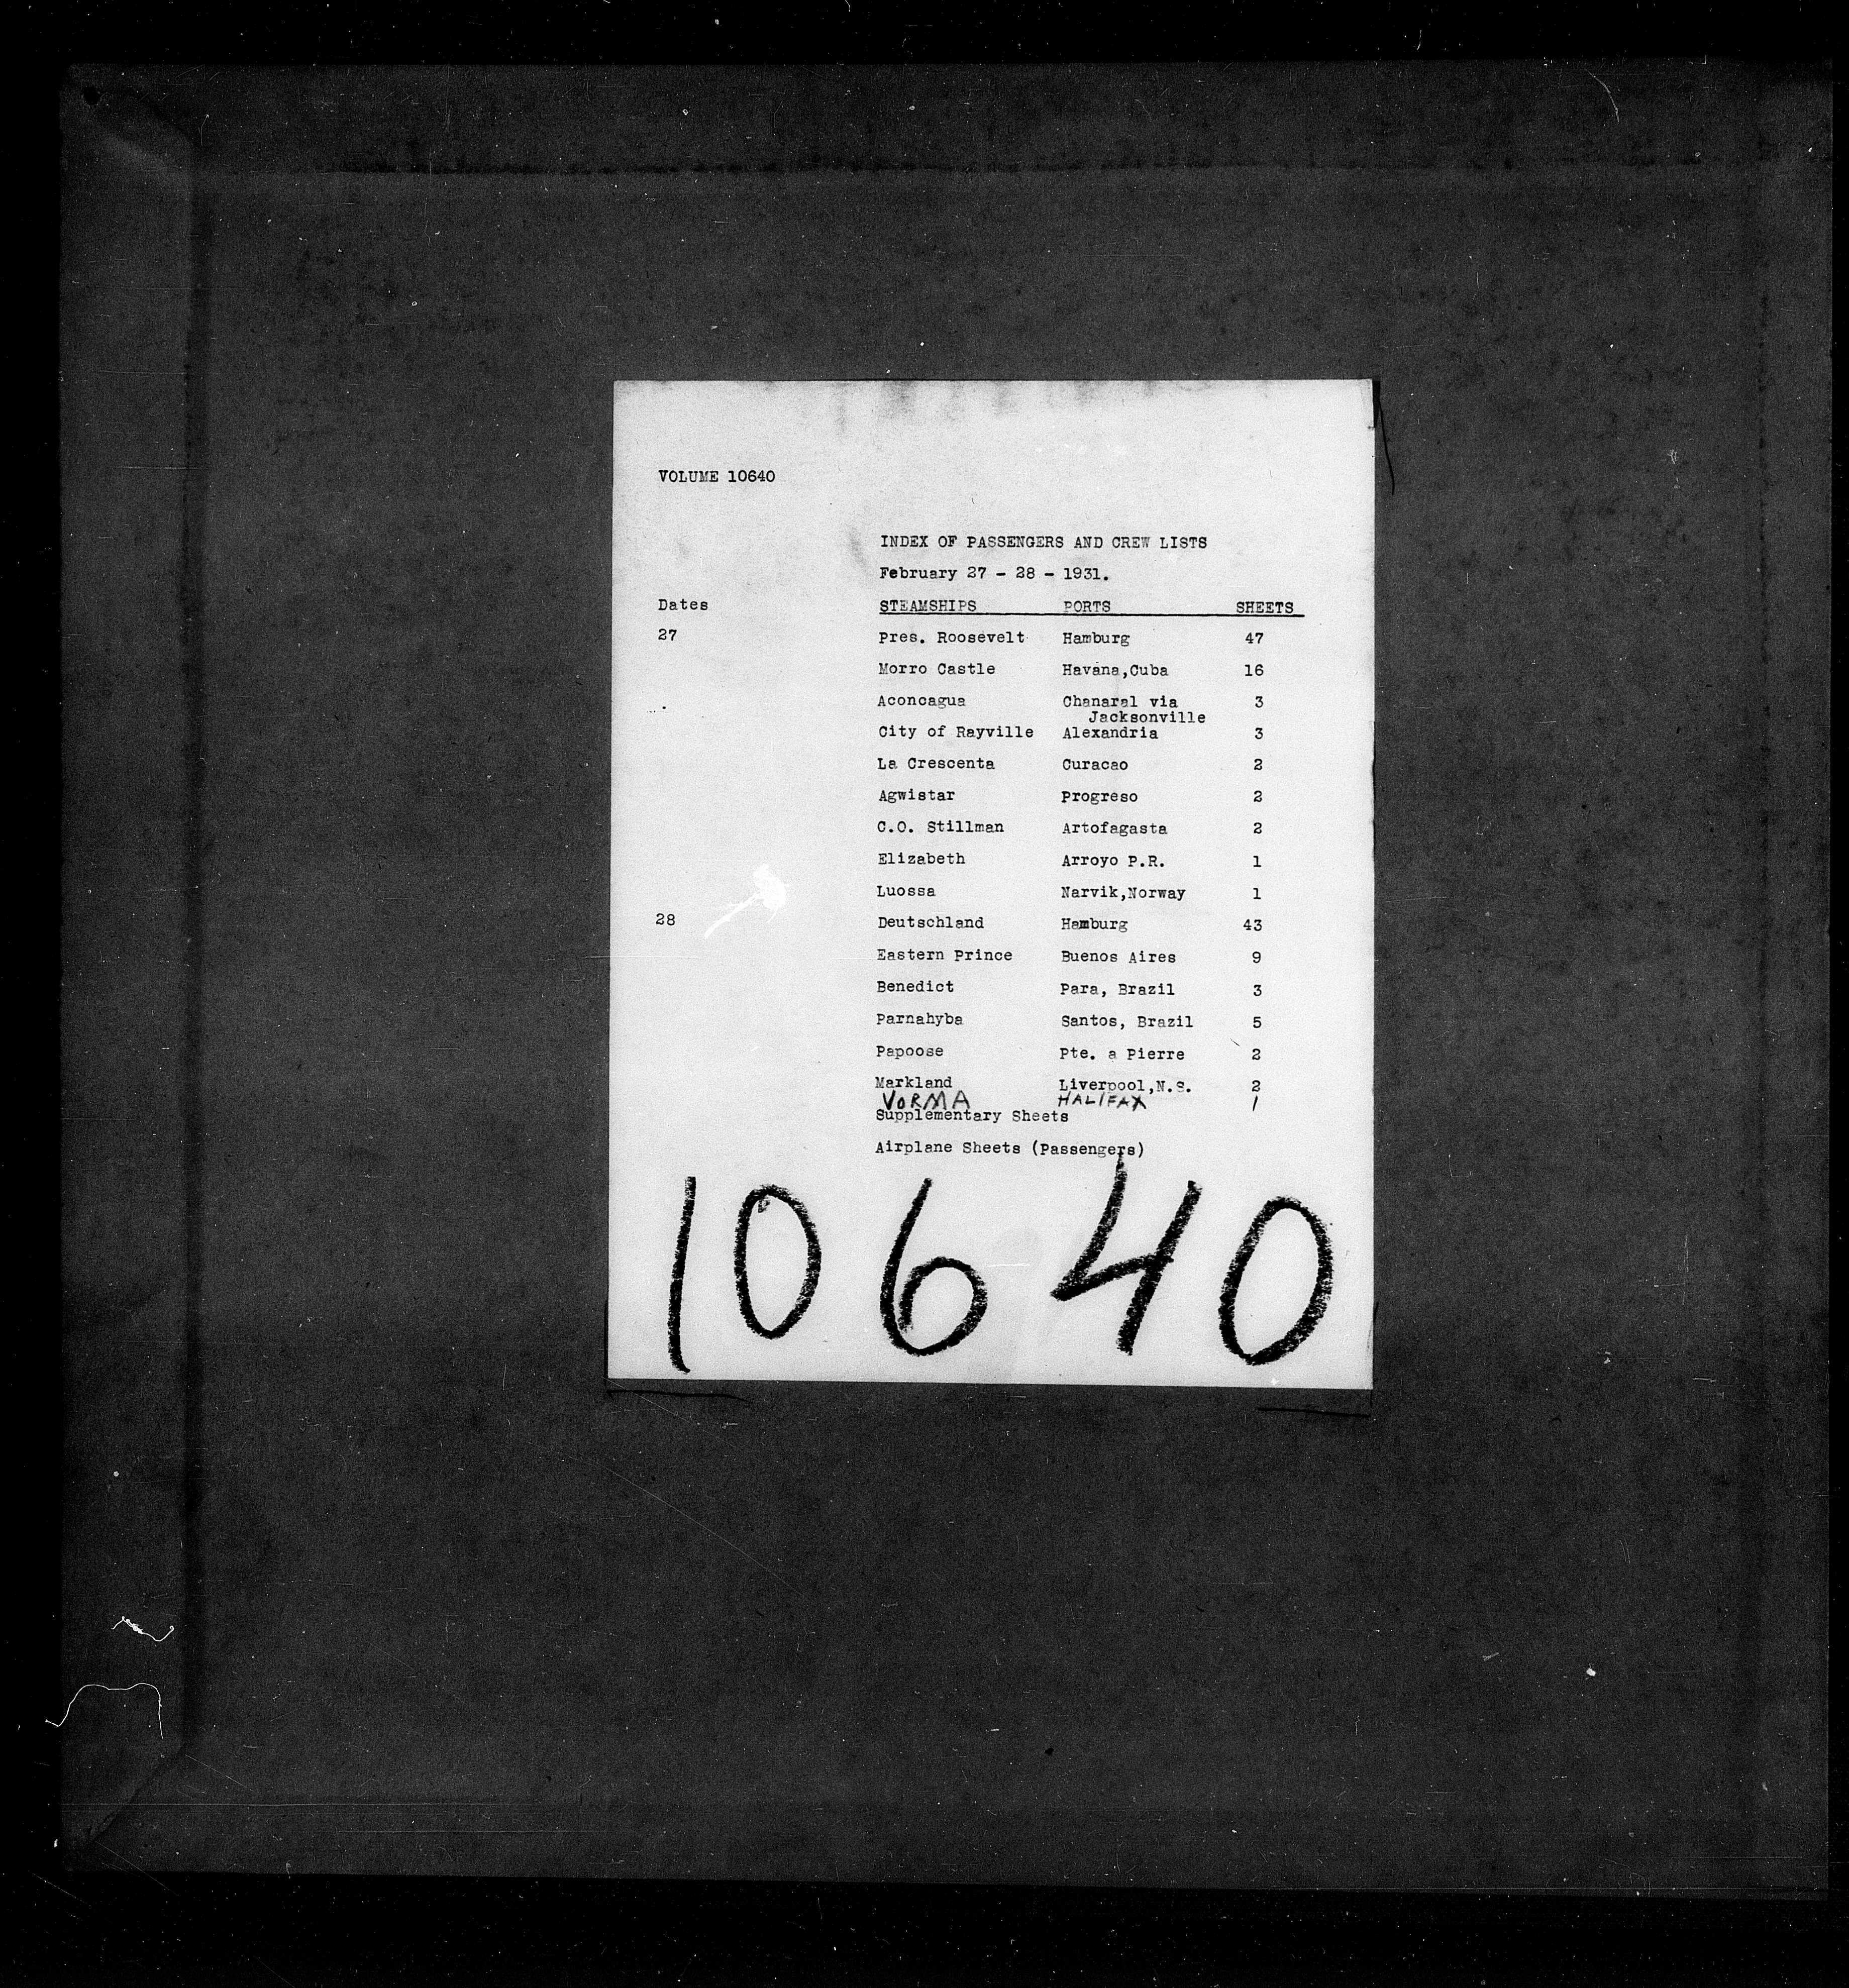 VOLUME 10640
INDEX OF PASSENGERS AND CREW LISTS
February 27 - 28 - 1931.
Dates STEAMSHIPS PORTS SHEETS
27 Pres. Roosevelt Hamburg 47
Morro Castle Havana,Cuba 16
Aconcagua Chanaral via 3
Jacksonville
City of Rayville Alexandria 3
La Crescenta Curacao 2
Agwistar Progreso 2
C.O. Stillman Artofagasta 2
Elizabeth Arroyo P.R. 1
Luossa Narvik,Norway 1
28 Deutschland Hamburg 43
Eastern Prince Buenos Aires 9
Benedict Para, Brazil 3
Parnahyba Santos, Brazil 5
Papoose Pte. a Pierre 2
Markland Liverpool,N.S. 2
VORMA HALIFAX 1
Supplementary Sheets
Airplane Sheets (Passengers)
10640